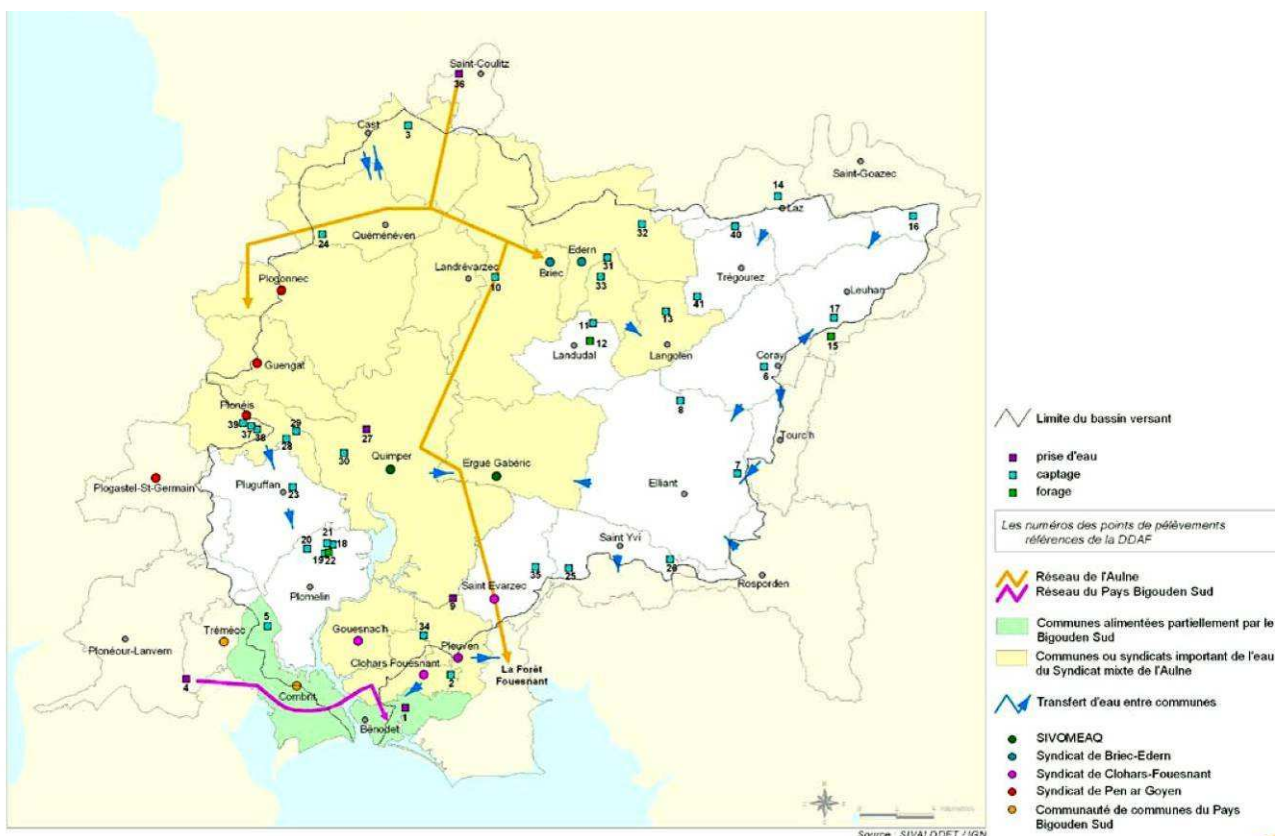 Saint-Coulitz
36
Cast
3
Saint-Goazec
14
Laz
16
40
32
Quéménéven
24
Edern
31
Briec
33
Trégourez
Landrévarzec
10
Plogonnec
Leuhan
41
17
13
11
12
15
Landudal
Langolen
Guengat
Coray
6
8
Plonéis
39
37
38
29
28
27
30
Tourc'h
Quimper
Ergué Gabéric
7
Plogastel-St-Germain
Pluguffan
23
Elliant
21
20
18
19
22
Saint Yvi
35
25
26
Rosporden
Plomelin
Saint Evarzec
9
5
Gouesnac'h
34
Pleuven
Tréméoc
Plonéour-Lanvern
Clohars Fouesnant
La Forêt
Fouesnant
2
4
Combrit
1
Bénodet
Limite du bassin versant
prise d'eau
captage
forage
Les numéros des points de pélèvements
références de la DDAF
Réseau de l'Aulne
Réseau du Pays Bigouden Sud
Communes alimentées partiellement par le
Bigouden Sud
Communes ou syndicats important de l'eau
du Syndicat mixte de l'Aulne
Transfert d'eau entre communes
SIVOMEAQ
Syndicat de Briec-Edern
Syndicat de Clohars-Fouesnant
Syndicat de Pen ar Goyen
Communauté de communes du Pays
Bigouden Sud
Source : SIVALODET / IGN